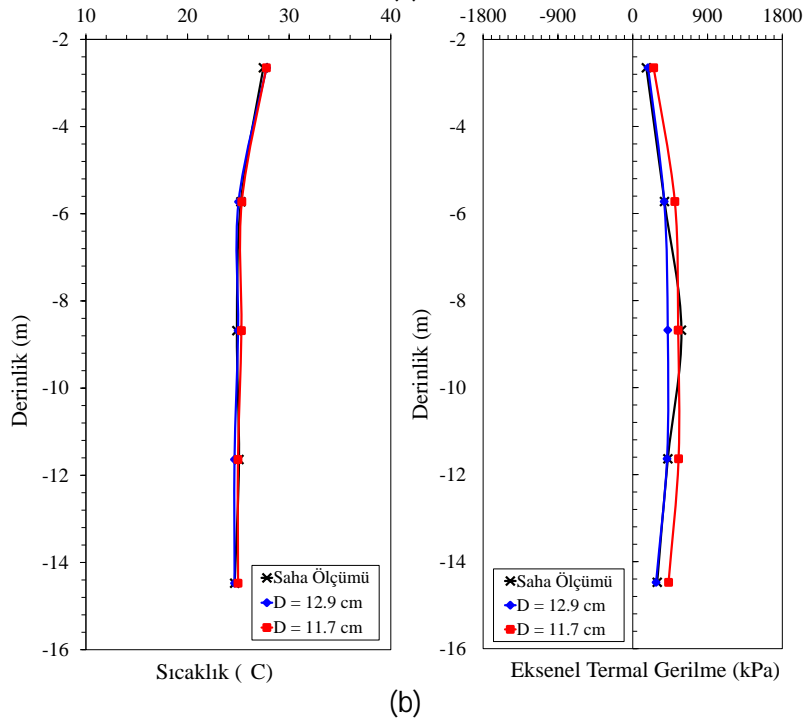 10 20 30 40
-2
-4
-6
-8
-10
-12
-14
-16
Derinlik (m)
Saha Ölçümü
D = 12.9 cm
D = 11.7 cm
Sıcaklık ( C)
-1800 -900 0 900 1800
-2
-4
-6
-8
-10
-12
-14
-16
Derinlik (m)
Saha Ölçümü
D = 12.9 cm
D = 11.7 cm
Eksenel Termal Gerilme (kPa)
(b)